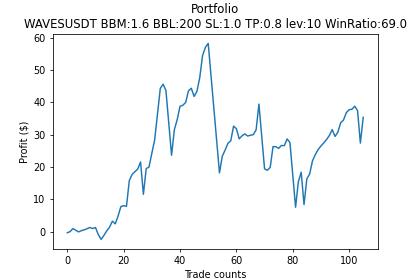 Portfolio
WAVESUSDT BBM:1.6 BBL:200 SL:1.0 TP:0.8 lev:10 WinRatio:69.0
60
50
40
30
20
10
0
Profit ($)
0 20 40 60 80 100
Trade counts